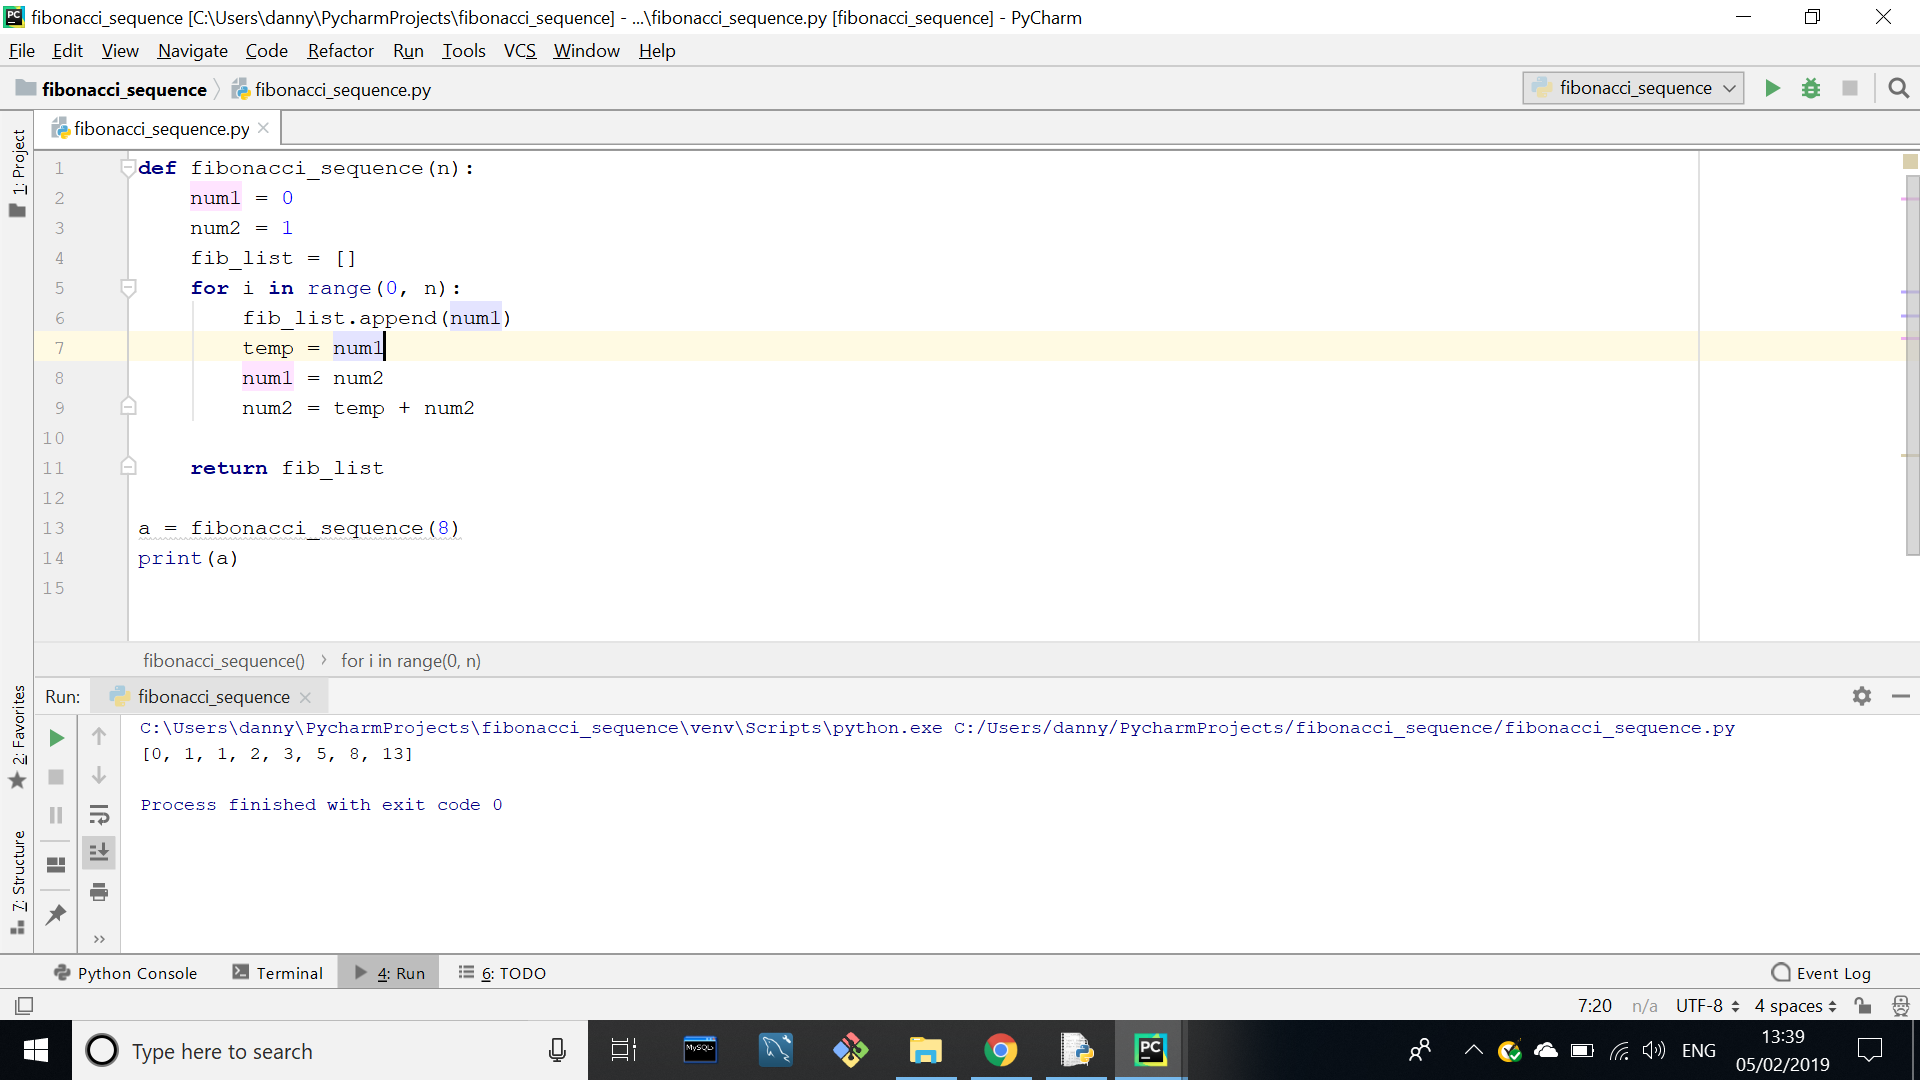 fibonacci_sequence [C:\Users\danny\PycharmProjects\fibonacci_sequence] - ...\fibonacci_sequence.py [fibonacci_sequence] - PyCharm
File Edit View Navigate Code Refactor Run Tools VCS Window Help
fibonacci_sequence fibonacci_sequence.py fibonacci_sequence
fibonacci_sequence.py
1: Project
1 def fibonacci_sequence(n):
2     num1 = 0
3     num2 = 1
4     fib_list = []
5     for i in range(0, n):
6         fib_list.append(num1)
7         temp = num1
8         num1 = num2
9         num2 = temp + num2
10
11     return fib_list
12
13 a = fibonacci_sequence(8)
14 print(a)
15
fibonacci_sequence() › for i in range(0, n)
Run: fibonacci_sequence
2: Favorites
7: Structure
C:\Users\danny\PycharmProjects\fibonacci_sequence\venv\Scripts\python.exe C:/Users/danny/PycharmProjects/fibonacci_sequence/fibonacci_sequence.py
[0, 1, 1, 2, 3, 5, 8, 13]
Process finished with exit code 0
Python Console Terminal 4: Run 6: TODO Event Log
7:20 n/a UTF-8 4 spaces
Type here to search
MySQL
PC
ENG
13:39
05/02/2019